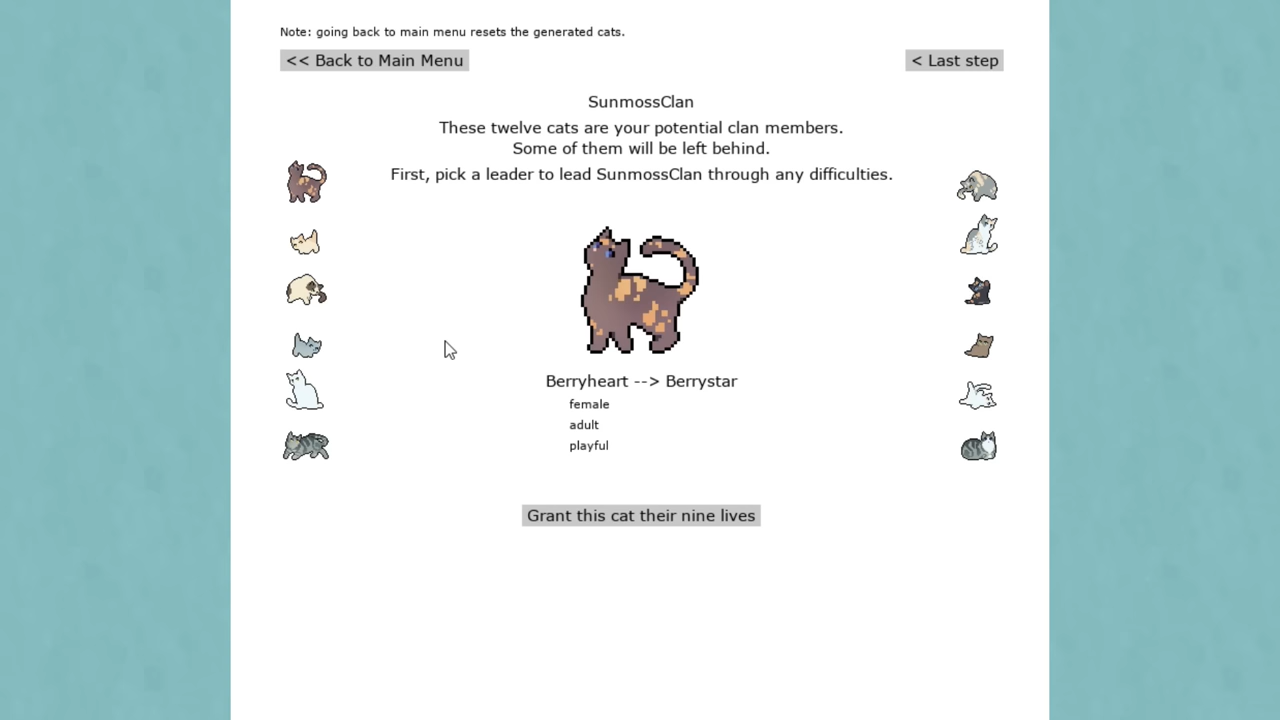 Note: going back to main menu resets the generated cats.
<< Back to Main Menu
< Last step
SunmossClan
These twelve cats are your potential clan members.
Some of them will be left behind.
First, pick a leader to lead SunmossClan through any difficulties.
Berryheart --> Berrystar
female
adult
playful
Grant this cat their nine lives